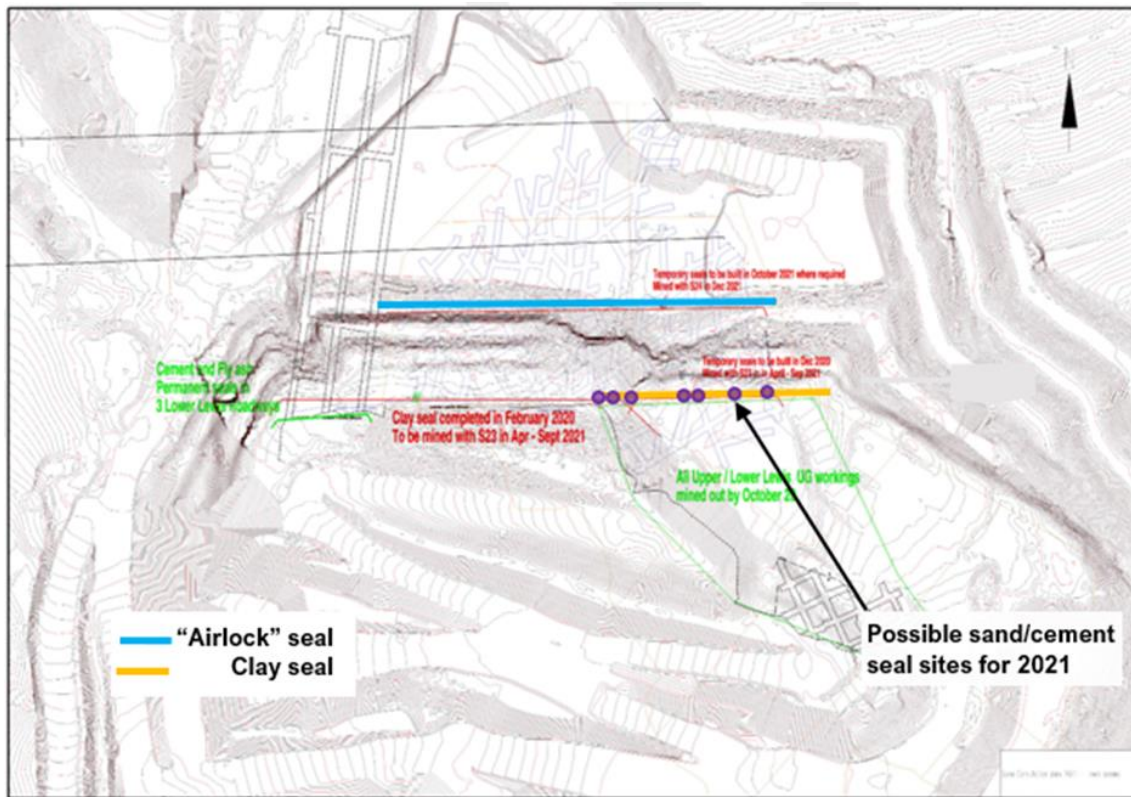 Temporary seals to be built in October 2021 where required
Mined with S24 in Dec 2021
Cement and Fly ash
Permanent seals in
3 Lower Lewis roadways
Temporary seals to be built in Dec 2020
Mined with S23 in April - Sep 2021
Clay seal completed in February 2020
To be mined with S23 in Apr - Sept 2021
All Upper / Lower Lewis UG workings
mined out by October
"Airlock" seal
Clay seal
Possible sand/cement
seal sites for 2021